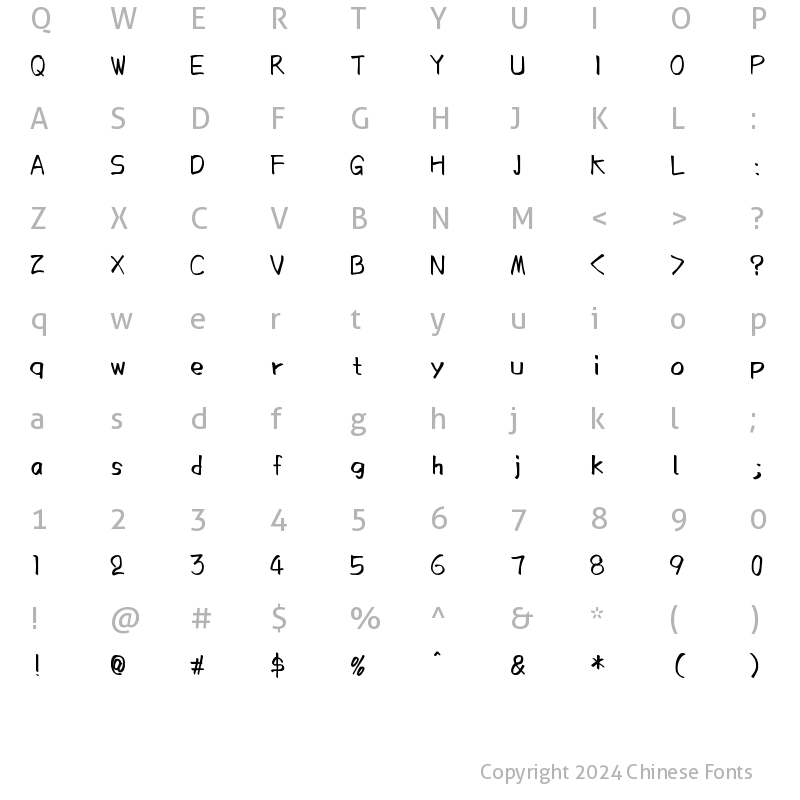 Q W E R T Y U I O P
Q W E R T Y U I O P
A S D F G H J K L :
A S D F G H J K L :
Z X C V B N M < > ?
Z X C V B N M < > ?
q w e r t y u i o p
q w e r t y u i o p
a s d f g h j k l ;
a s d f g h j k l ;
1 2 3 4 5 6 7 8 9 0
1 2 3 4 5 6 7 8 9 0
! @ # $ % ^ & * ( )
! @ # $ % ^ & * ( )
Copyright 2024 Chinese Fonts